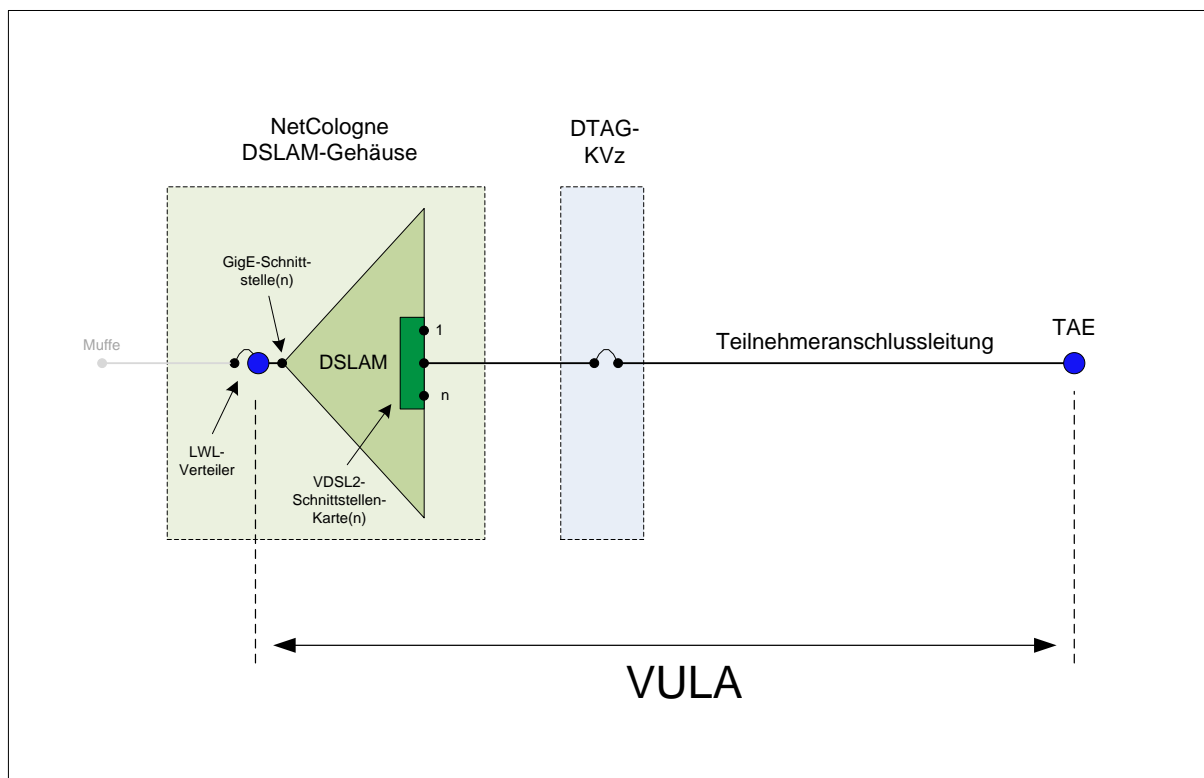 NetCologne
DSLAM-Gehäuse
DTAG-
KVz
GigE-Schnitt-
stelle(n)
Muffe
DSLAM
1
n
Teilnehmeranschlussleitung
TAE
LWL-
Verteiler
VDSL2-
Schnittstellen-
Karte(n)
VULA